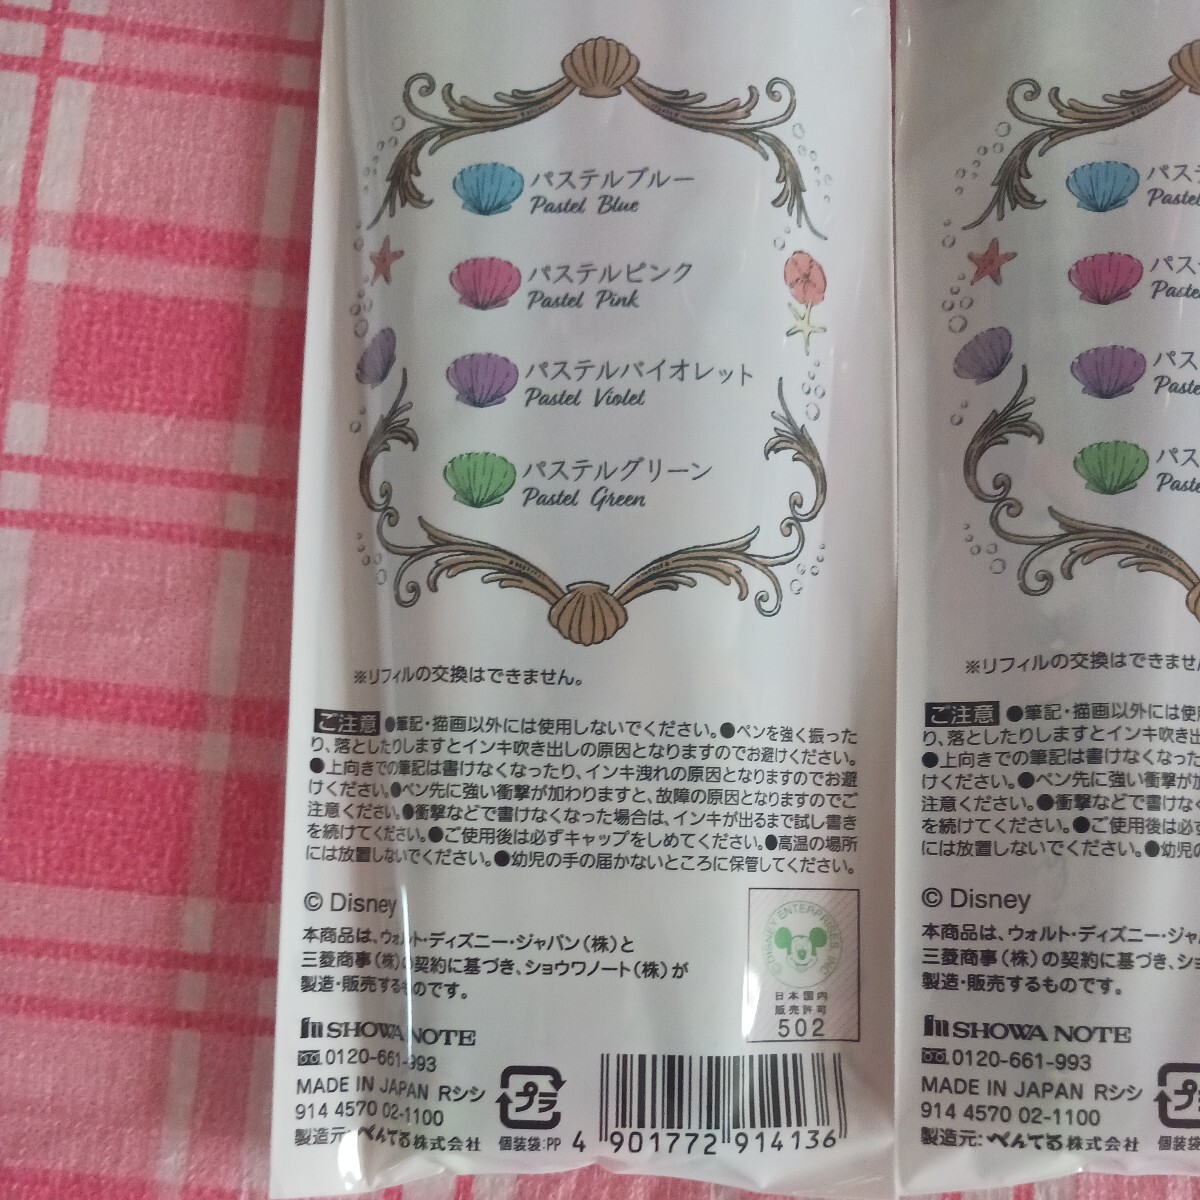 パステルブルー
Pastel Blue
パステルピンク
Pastel Pink
パステルバイオレット
Pastel Violet
パステルグリーン
Pastel Green
※リフィルの交換はできません。
ご注意 ●筆記・描画以外には使用しないでください。●ペンを強く振った
り、落としたりしますとインキ吹き出しの原因となりますのでお避けください。
●上向きでの筆記は書けなくなったり、インキ洩れの原因となりますのでお避
けください。●ペン先に強い衝撃が加わりますと、故障の原因となりますのでご
注意ください。●衝撃などで書けなくなった場合は、インキが出るまで試し書き
を続けてください。●ご使用後は必ずキャップをしめてください。●高温の場所
には放置しないでください。●幼児の手の届かないところに保管してください。
© Disney
本商品は、ウォルト・ディズニー・ジャパン(株)と
三菱商事(株)の契約に基づき、ショウワノート(株)が
製造・販売するものです。
©DISNEY ENTERPRISES, INC.
日本国内
販売許可
502
SHOWA NOTE
0120-661-993
MADE IN JAPAN Rシシ
914 4570 02-1100
製造元:ぺんてる株式会社
プラ
個装袋:PP
4 901772 914136
パステ
Pastel
パステ
Paste
パス
Paste
パス
Paste
※リフィルの交換はできませ
ご注意 ●筆記・描画以外には使用
り、落としたりしますとインキ吹き出
●上向きでの筆記は書けなくなった
けください。●ペン先に強い衝撃が加
注意ください。●衝撃などで書けなく
を続けてください。●ご使用後は必
には放置しないでください。●幼児の
© Disney
本商品は、ウォルト・ディズニー・ジャ
三菱商事(株)の契約に基づき、ショ
製造・販売するものです。
SHOWA NOTE
0120-661-993
MADE IN JAPAN Rシシ
914 4570 02-1100
製造元:ぺんてる株式会社
個装袋